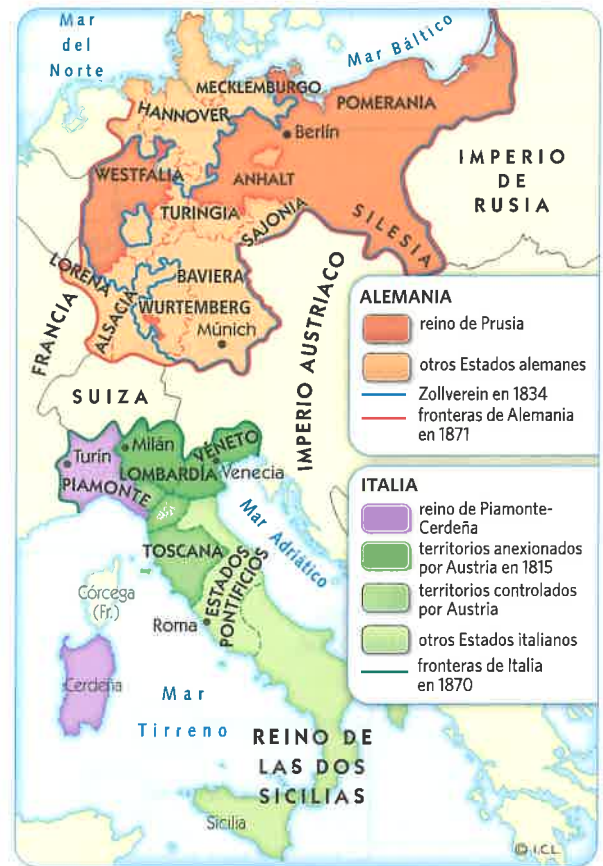 Mar
del
Norte
Mar Báltico
MECKLEMBURGO
HANNOVER
POMERANIA
Berlín
IMPERIO
DE
RUSIA
WESTFALIA
ANHALT
TURINGIA
SAJONIA
SILESIA
LORENA
BAVIERA
ALSACIA
WURTEMBERG
Múnich
FRANCIA
IMPERIO AUSTRIACO
SUIZA
ALEMANIA
reino de Prusia
otros Estados alemanes
Zollverein en 1834
fronteras de Alemania
en 1871
Milán
VÉNETO
Turín
LOMBARDÍA
Venecia
PIAMONTE
Mar Adriático
TOSCANA
ESTADOS
PONTIFICIOS
Córcega
(Fr.)
Roma
Cerdeña
Mar
Tirreno
REINO DE
LAS DOS
SICILIAS
Sicilia
ITALIA
reino de Piamonte-
Cerdeña
territorios anexionados
por Austria en 1815
territorios controlados
por Austria
otros Estados italianos
fronteras de Italia
en 1870
© I.C.L.